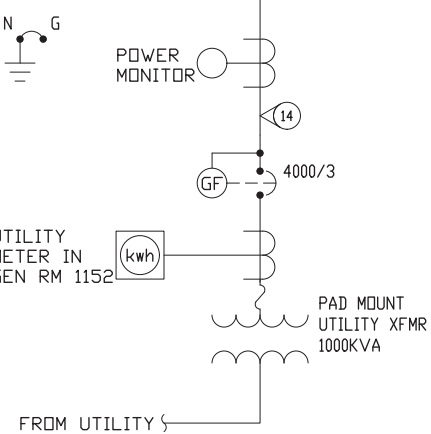 N G
POWER
MONITOR
14
4000/3
GF
UTILITY
METER IN
GEN RM 1152
kwh
PAD MOUNT
UTILITY XFMR
1000KVA
FROM UTILITY